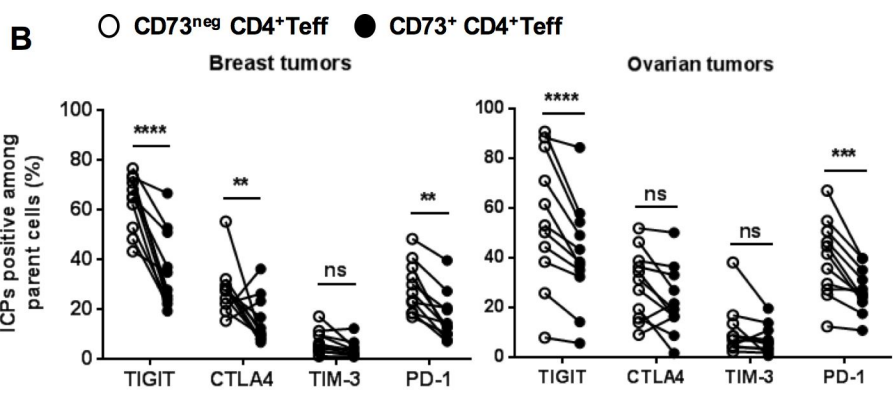 B
CD73neg CD4+Teff CD73+ CD4+Teff
Breast tumors
Ovarian tumors
ICPs positive among
parent cells (%)
100
80
60
40
20
0
****
**
ns
**
TIGIT CTLA4 TIM-3 PD-1
100
80
60
40
20
0
****
ns
ns
***
TIGIT CTLA4 TIM-3 PD-1